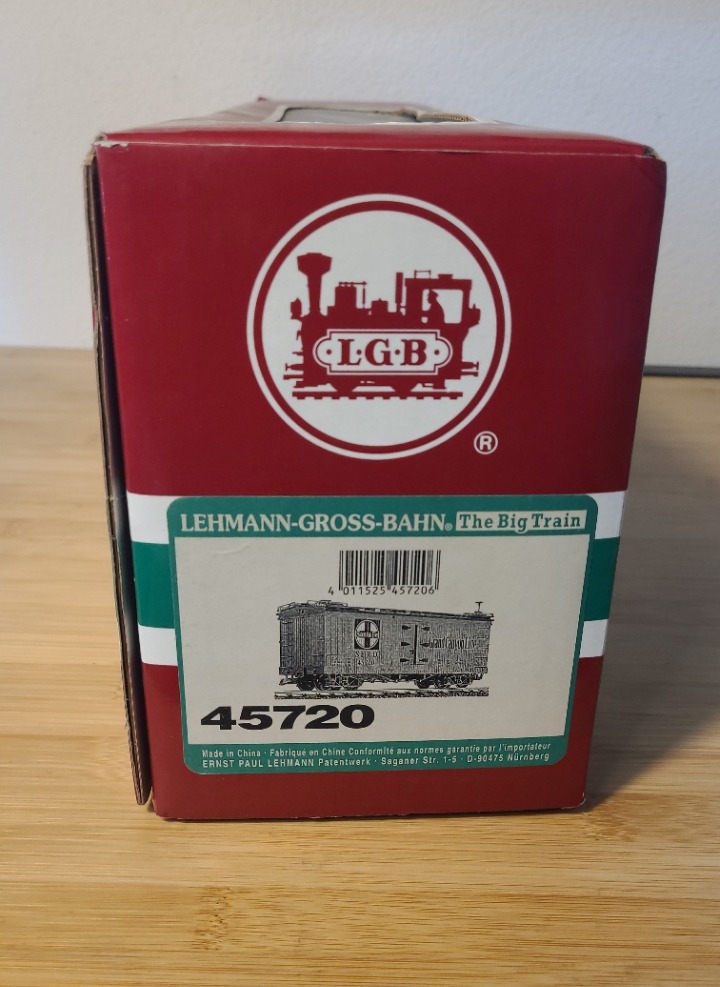 L·G·B
®
LEHMANN-GROSS-BAHN® The Big Train
4 011525 457206
45720
Made in China · Fabriqué en Chine Conformité aux normes garantie par l'importateur
ERNST PAUL LEHMANN Patentwerk · Saganer Str. 1-5 · D-90475 Nürnberg